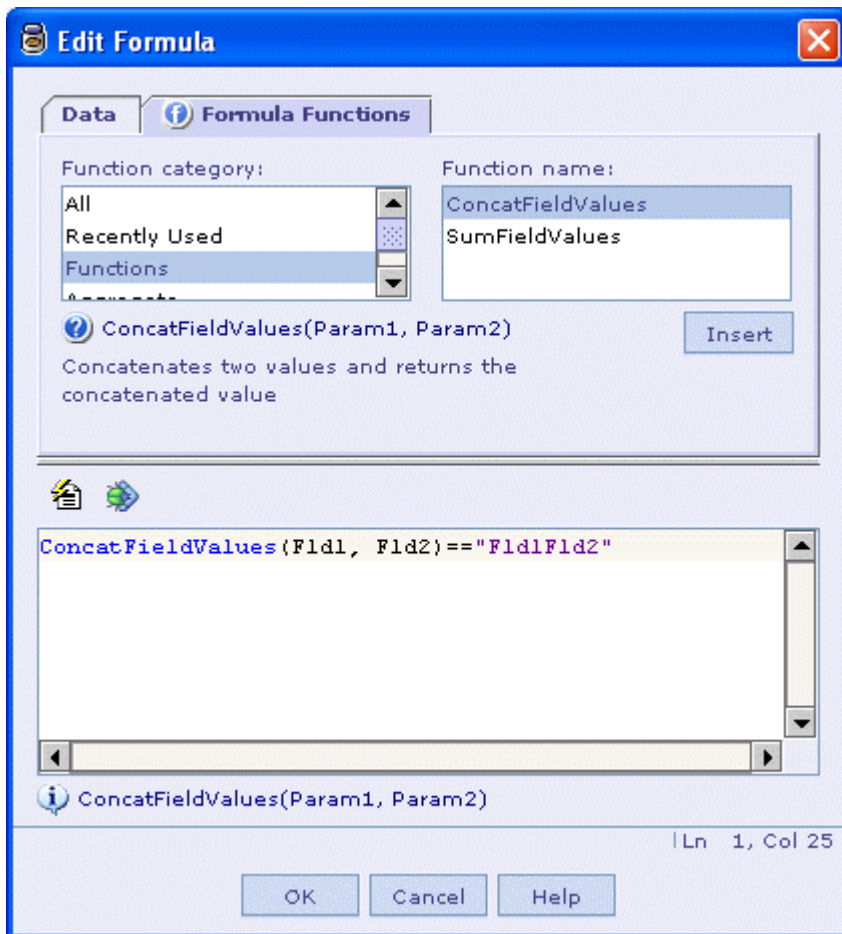 Edit Formula
Data
Formula Functions
Function category:
Function name:
All
Recently Used
Functions
Aggregate
ConcatFieldValues
SumFieldValues
ConcatFieldValues(Param1, Param2)
Insert
Concatenates two values and returns the
concatenated value
ConcatFieldValues(Fld1, Fld2)=="Fld1Fld2"
ConcatFieldValues(Param1, Param2)
Ln 1, Col 25
OK
Cancel
Help